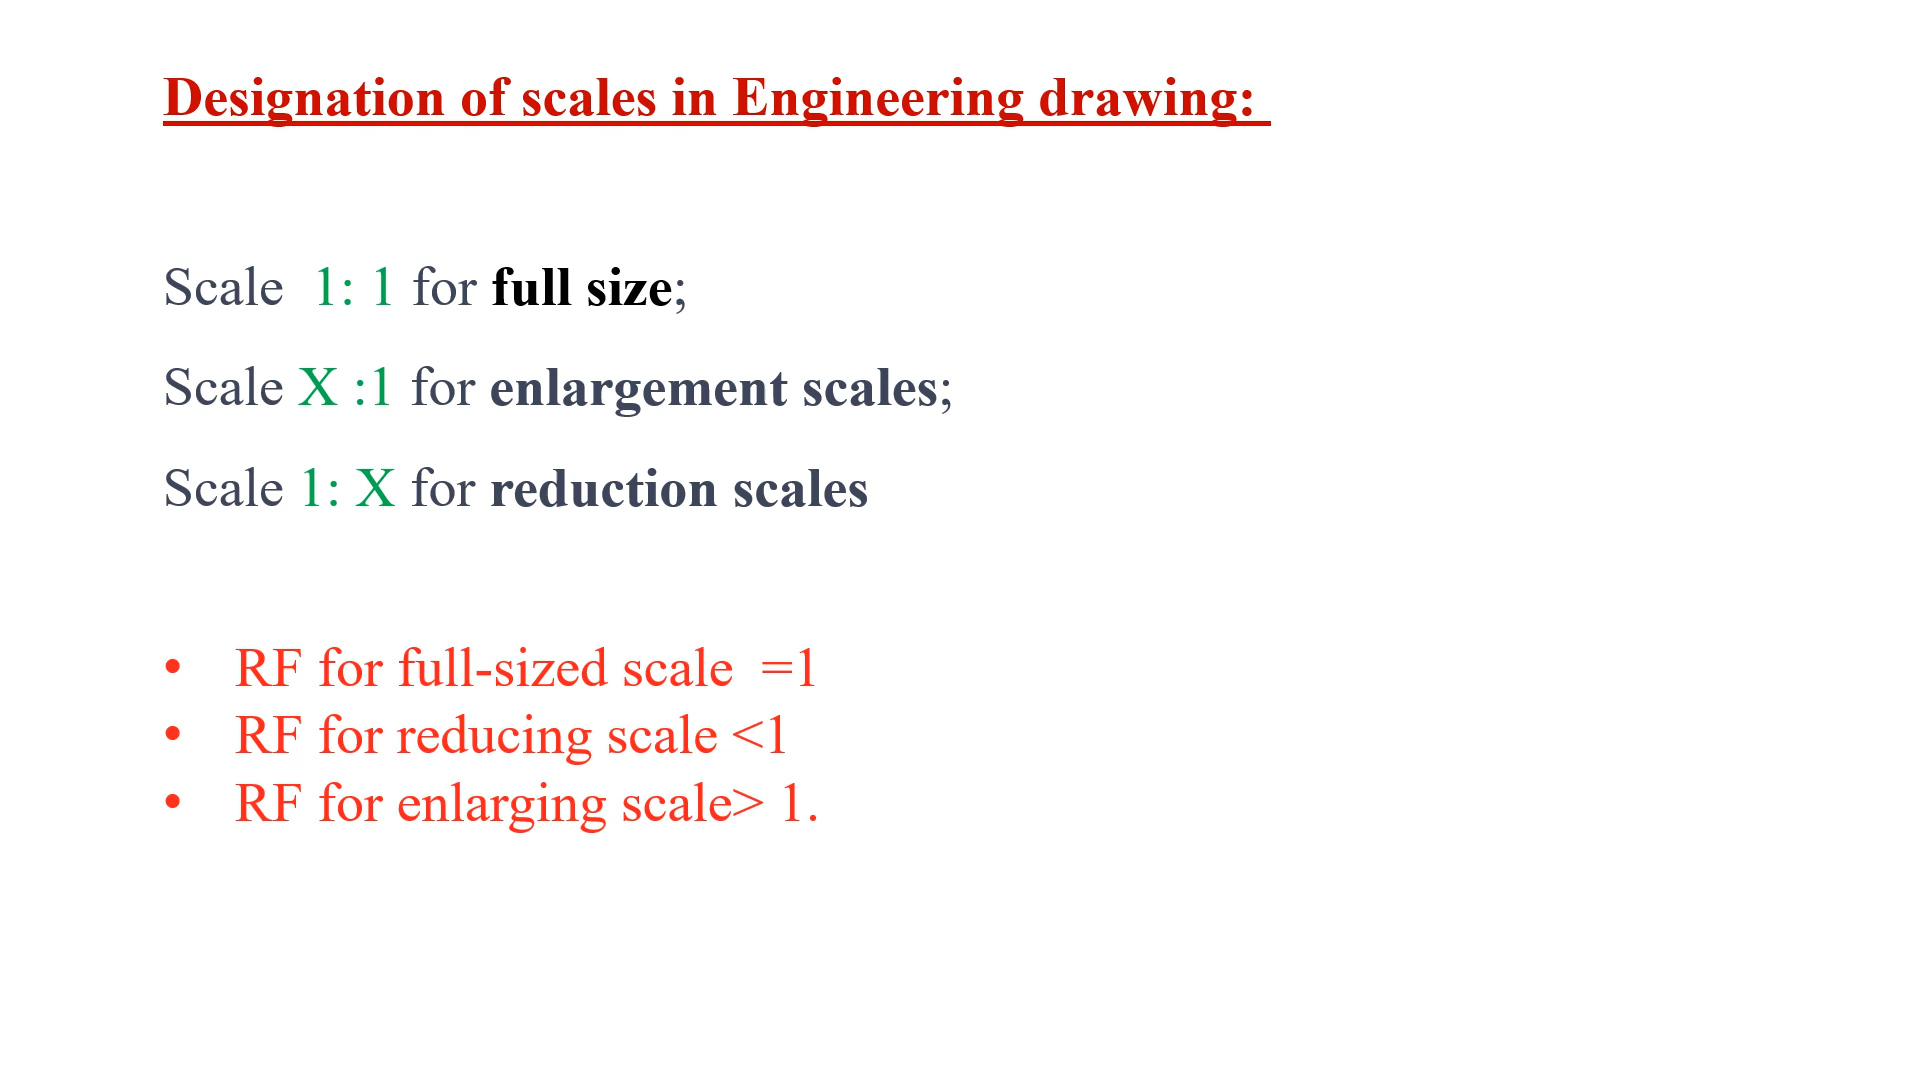 Designation of scales in Engineering drawing:
Scale  1: 1 for full size;
Scale X :1 for enlargement scales;
Scale 1: X for reduction scales
• RF for full-sized scale  =1
• RF for reducing scale <1
• RF for enlarging scale> 1.